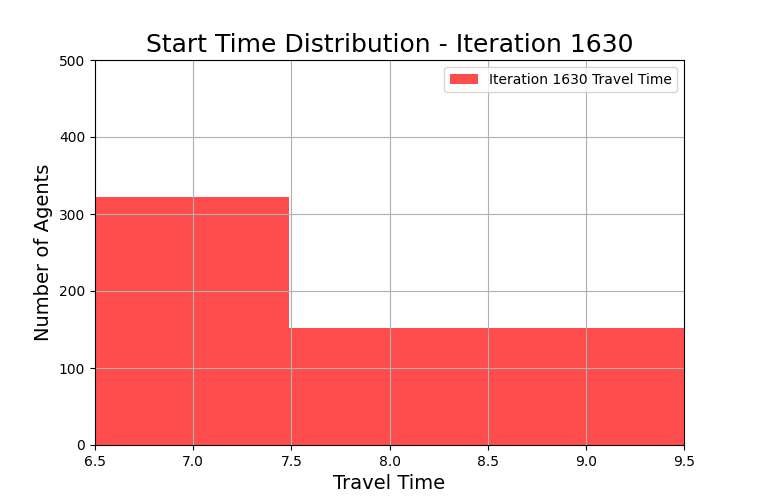 Start Time Distribution - Iteration 1630
Iteration 1630 Travel Time
Number of Agents
500
400
300
200
100
0
6.5 7.0 7.5 8.0 8.5 9.0 9.5
Travel Time